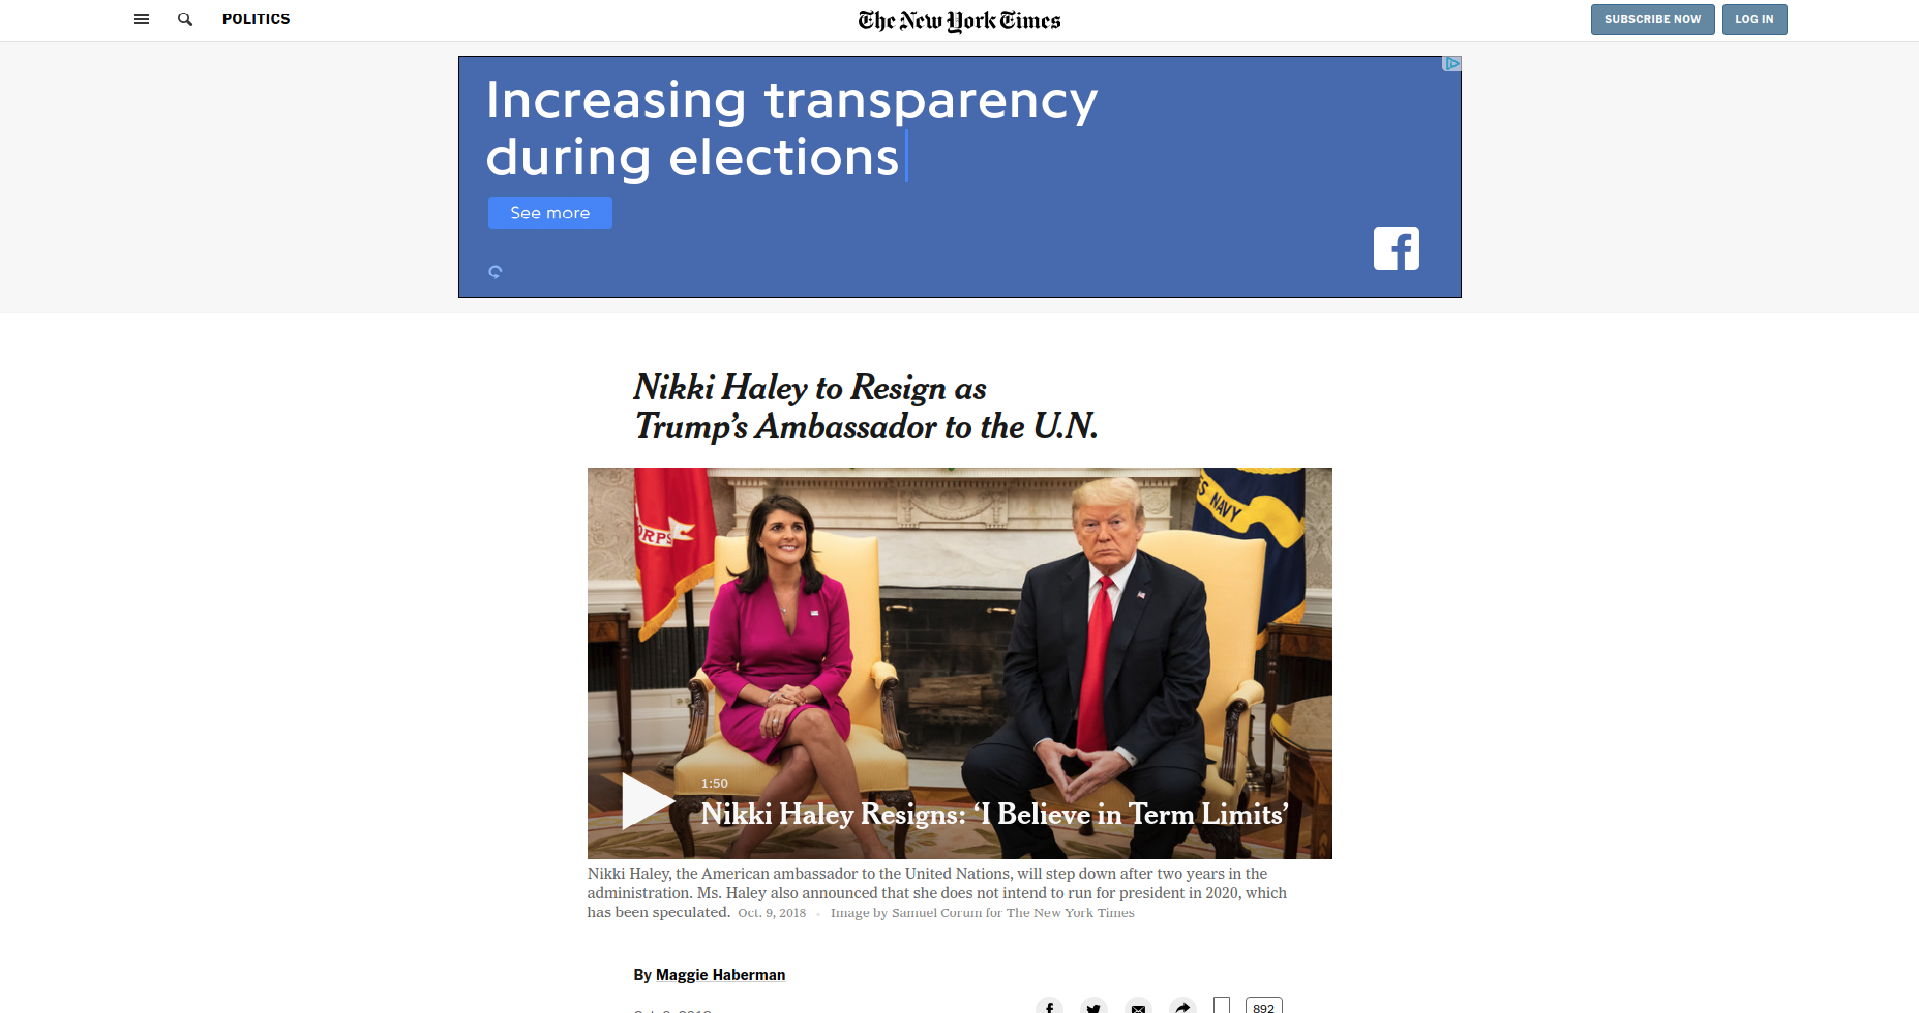 POLITICS
The New York Times
SUBSCRIBE NOW
LOG IN
Increasing transparency
during elections
See more
Nikki Haley to Resign as
Trump’s Ambassador to the U.N.
ORPS
S NAVY
1:50
Nikki Haley Resigns: ‘I Believe in Term Limits’
Nikki Haley, the American ambassador to the United Nations, will step down after two years in the
administration. Ms. Haley also announced that she does not intend to run for president in 2020, which
has been speculated. Oct. 9, 2018 Image by Samuel Corum for The New York Times
By Maggie Haberman
892